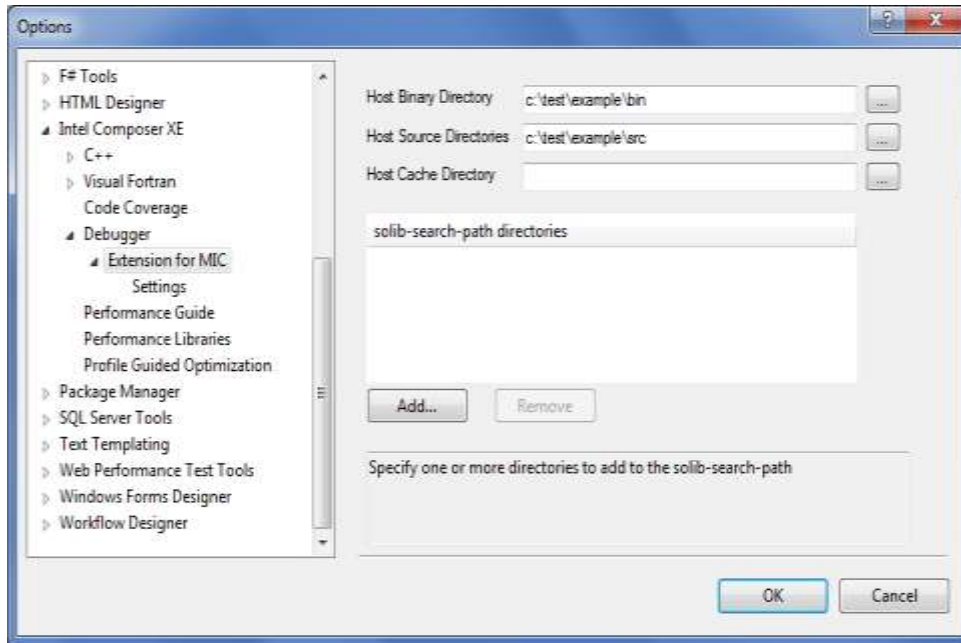 Options
F# Tools
HTML Designer
Intel Composer XE
C++
Visual Fortran
Code Coverage
Debugger
Extension for MIC
Settings
Performance Guide
Performance Libraries
Profile Guided Optimization
Package Manager
SQL Server Tools
Text Templating
Web Performance Test Tools
Windows Forms Designer
Workflow Designer
Host Binary Directory c:\test\example\bin ...
Host Source Directories c:\test\example\src ...
Host Cache Directory ...
solib-search-path directories
Add... Remove
Specify one or more directories to add to the solib-search-path
OK Cancel